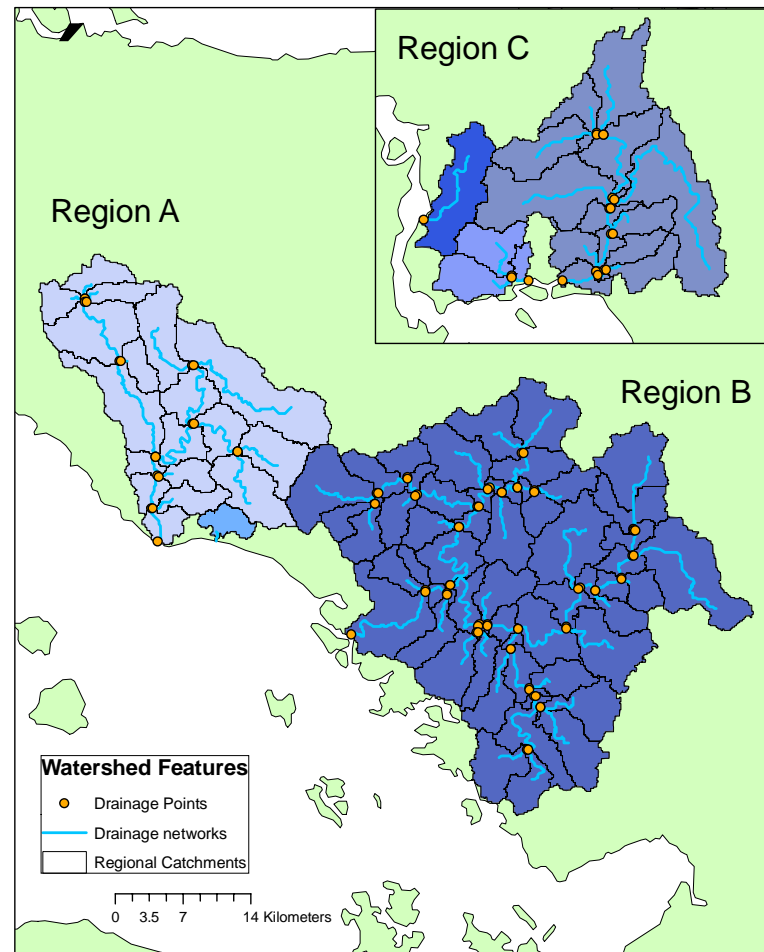 Region C
Region A
Region B
Watershed Features
Drainage Points
Drainage networks
Regional Catchments
0 3.5 7 14 Kilometers